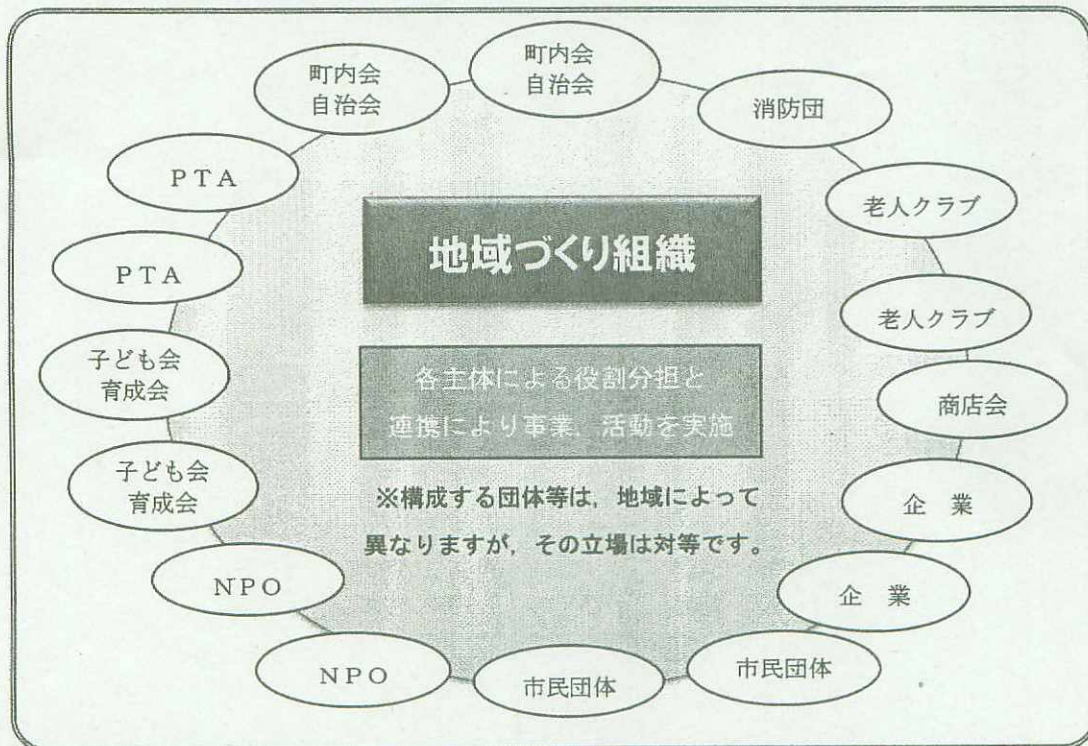 町内会
自治会
町内会
自治会
消防団
PTA
老人クラブ
地域づくり組織
PTA
老人クラブ
子ども会
育成会
各主体による役割分担と
連携により事業，活動を実施
商店会
子ども会
育成会
※構成する団体等は，地域によって
異なりますが，その立場は対等です。
企　業
NPO
企　業
NPO
市民団体
市民団体